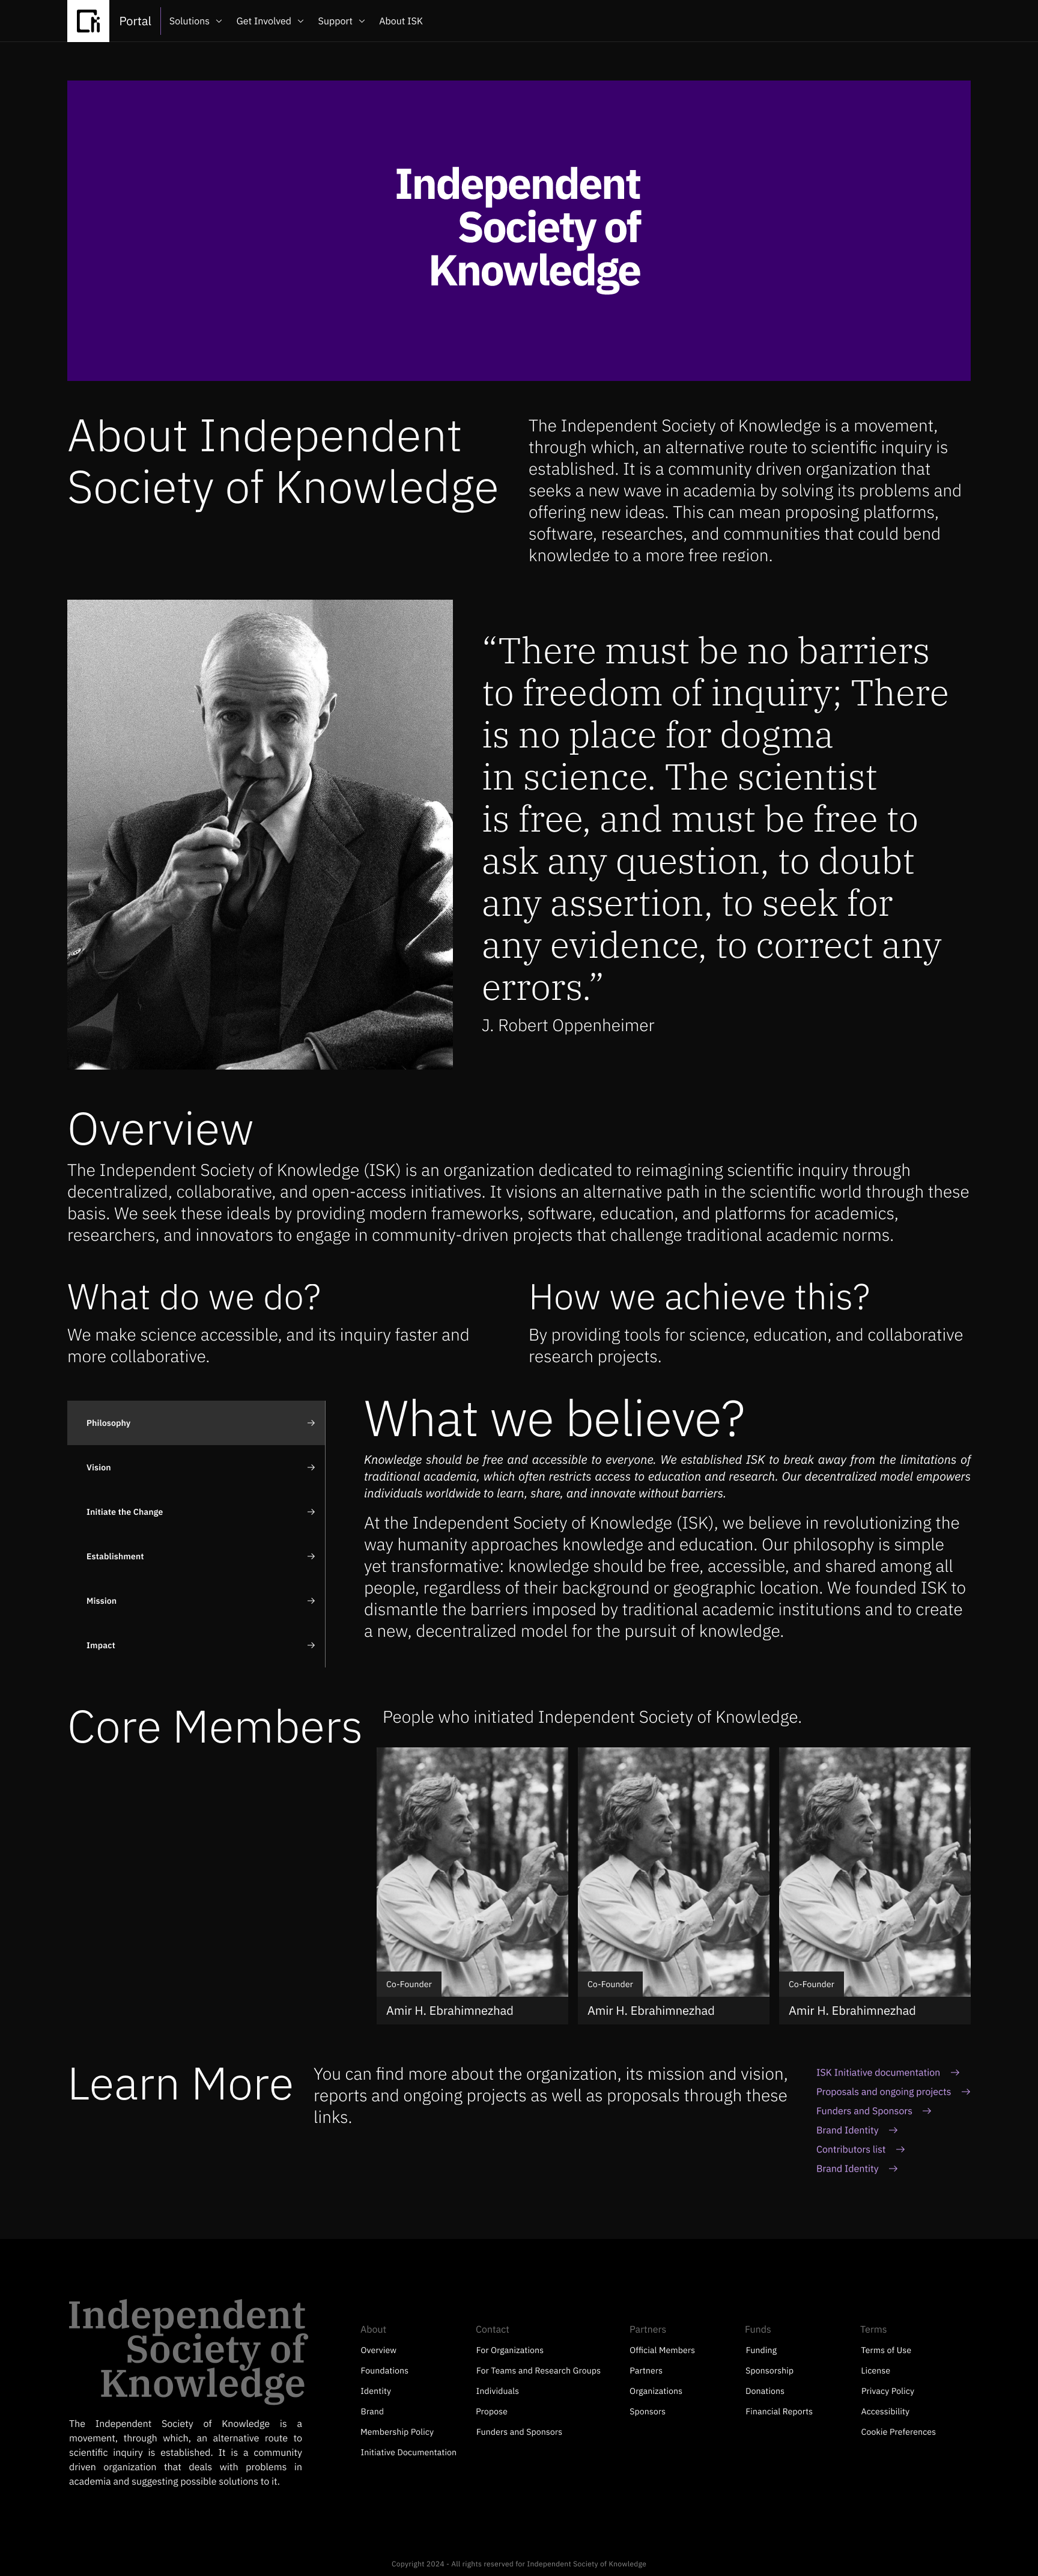 Portal
Solutions
Get Involved
Support
About ISK
Independent
Society of
Knowledge
About Independent
Society of Knowledge
The Independent Society of Knowledge is a movement,
through which, an alternative route to scientific inquiry is
established. It is a community driven organization that
seeks a new wave in academia by solving its problems and
offering new ideas. This can mean proposing platforms,
software, researches, and communities that could bend
knowledge to a more free region.
“There must be no barriers
to freedom of inquiry; There
is no place for dogma
in science. The scientist
is free, and must be free to
ask any question, to doubt
any assertion, to seek for
any evidence, to correct any
errors.”
J. Robert Oppenheimer
Overview
The Independent Society of Knowledge (ISK) is an organization dedicated to reimagining scientific inquiry through
decentralized, collaborative, and open-access initiatives. It visions an alternative path in the scientific world through these
basis. We seek these ideals by providing modern frameworks, software, education, and platforms for academics,
researchers, and innovators to engage in community-driven projects that challenge traditional academic norms.
What do we do?
We make science accessible, and its inquiry faster and
more collaborative.
How we achieve this?
By providing tools for science, education, and collaborative
research projects.
Philosophy
Vision
Initiate the Change
Establishment
Mission
Impact
What we believe?
Knowledge should be free and accessible to everyone. We established ISK to break away from the limitations of
traditional academia, which often restricts access to education and research. Our decentralized model empowers
individuals worldwide to learn, share, and innovate without barriers.
At the Independent Society of Knowledge (ISK), we believe in revolutionizing the
way humanity approaches knowledge and education. Our philosophy is simple
yet transformative: knowledge should be free, accessible, and shared among all
people, regardless of their background or geographic location. We founded ISK to
dismantle the barriers imposed by traditional academic institutions and to create
a new, decentralized model for the pursuit of knowledge.
Core Members
People who initiated Independent Society of Knowledge.
Co-Founder
Amir H. Ebrahimnezhad
Co-Founder
Amir H. Ebrahimnezhad
Co-Founder
Amir H. Ebrahimnezhad
Learn More
You can find more about the organization, its mission and vision,
reports and ongoing projects as well as proposals through these
links.
ISK Initiative documentation
Proposals and ongoing projects
Funders and Sponsors
Brand Identity
Contributors list
Brand Identity
Independent
Society of
Knowledge
The Independent Society of Knowledge is a
movement, through which, an alternative route to
scientific inquiry is established. It is a community
driven organization that deals with problems in
academia and suggesting possible solutions to it.
About
Overview
Foundations
Identity
Brand
Membership Policy
Initiative Documentation
Contact
For Organizations
For Teams and Research Groups
Individuals
Propose
Funders and Sponsors
Partners
Official Members
Partners
Organizations
Sponsors
Funds
Funding
Sponsorship
Donations
Financial Reports
Terms
Terms of Use
License
Privacy Policy
Accessibility
Cookie Preferences
Copyright 2024 - All rights reserved for Independent Society of Knowledge